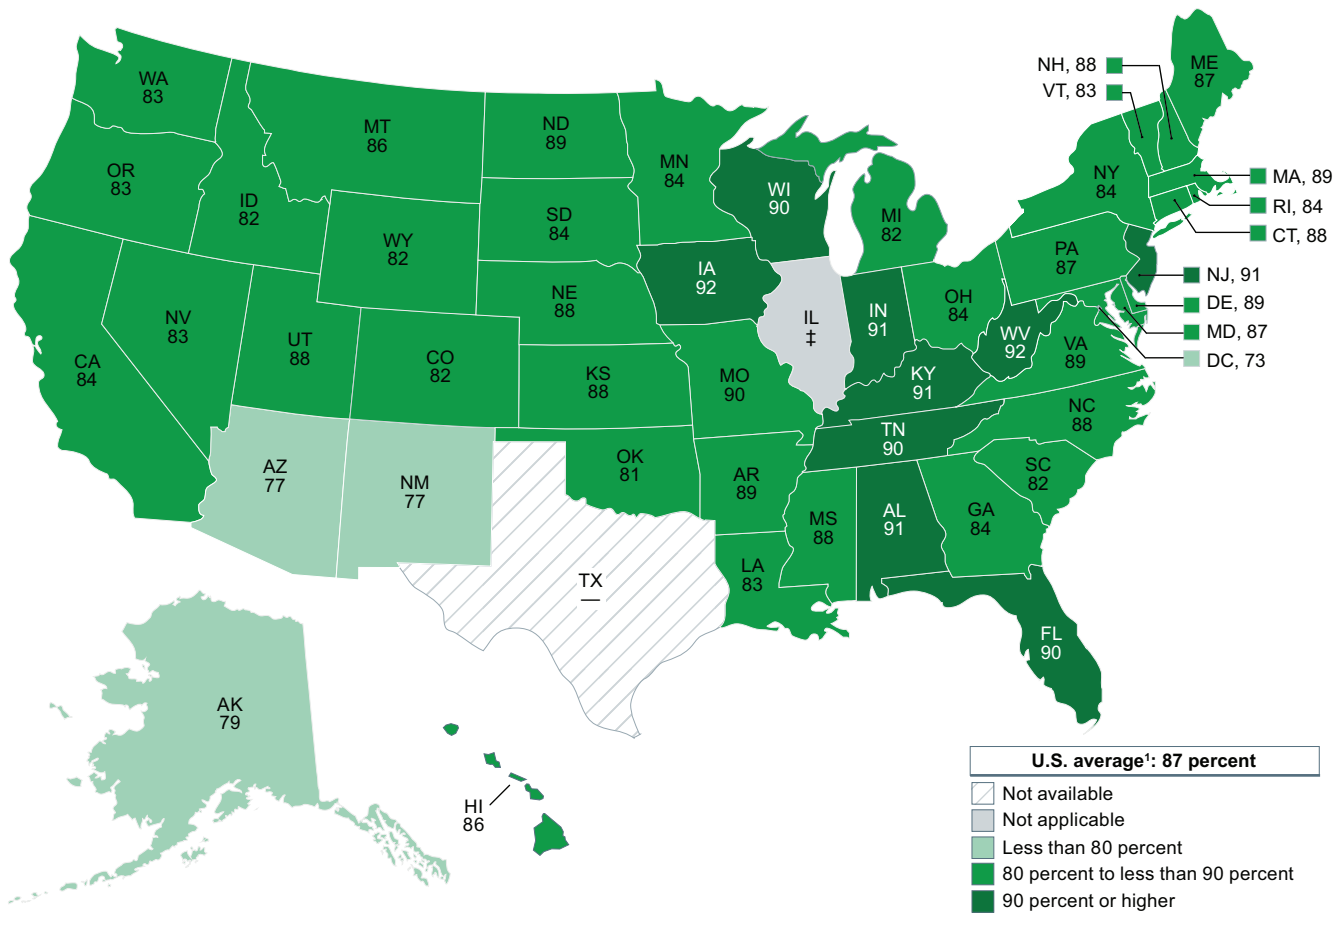 WA
83
OR
83
CA
84
NV
83
ID
82
MT
86
WY
82
UT
88
CO
82
AZ
77
NM
77
ND
89
SD
84
NE
88
KS
88
OK
81
TX
—
MN
84
IA
92
MO
90
AR
89
LA
83
WI
90
IL
‡
MI
82
IN
91
OH
84
KY
91
TN
90
MS
88
AL
91
GA
84
FL
90
SC
82
NC
88
VA
89
WV
92
PA
87
NY
84
ME
87
NH, 88
VT, 83
MA, 89
RI, 84
CT, 88
NJ, 91
DE, 89
MD, 87
DC, 73
AK
79
HI
86
U.S. average¹: 87 percent
Not available
Not applicable
Less than 80 percent
80 percent to less than 90 percent
90 percent or higher